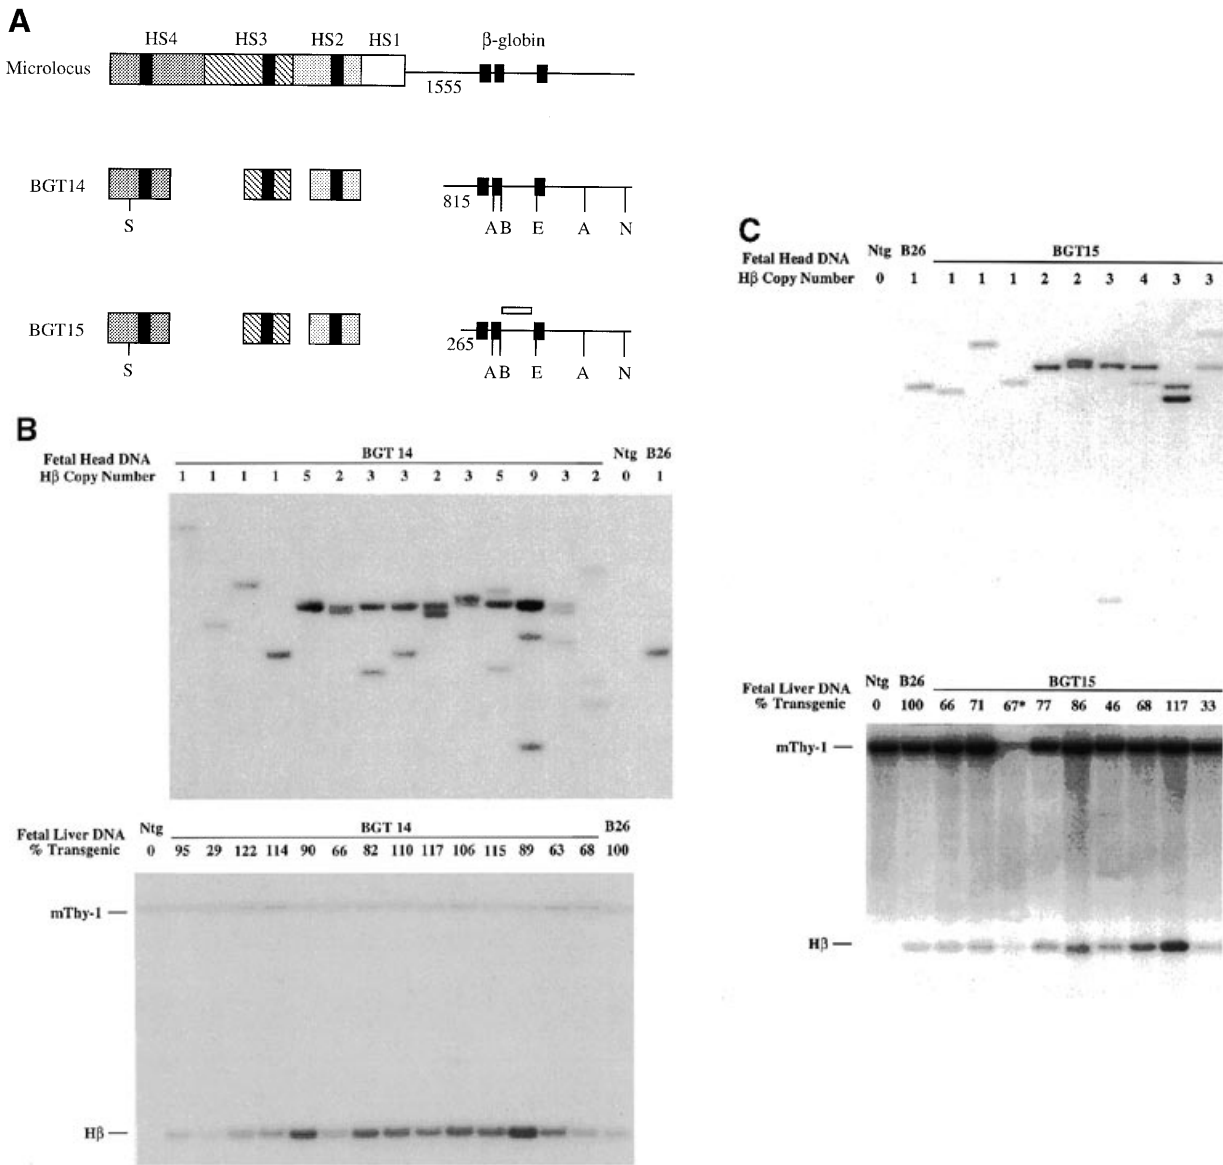 A
HS4 HS3 HS2 HS1 β-globin
Microlocus
1555
BGT14
815
S A B E A N
BGT15
265
S A B E A N
B
BGT 14 Ntg B26
Fetal Head DNA
Hβ Copy Number 1 1 1 1 5 2 3 3 2 3 5 9 3 2 0 1
Fetal Liver DNA Ntg BGT 14 B26
% Transgenic 0 95 29 122 114 90 66 82 110 117 106 115 89 63 68 100
mThy-1
Hβ
C
Fetal Head DNA Ntg B26 BGT15
Hβ Copy Number 0 1 1 1 1 2 2 3 4 3 3
Fetal Liver DNA Ntg B26 BGT15
% Transgenic 0 100 66 71 67* 77 86 46 68 117 33
mThy-1
Hβ